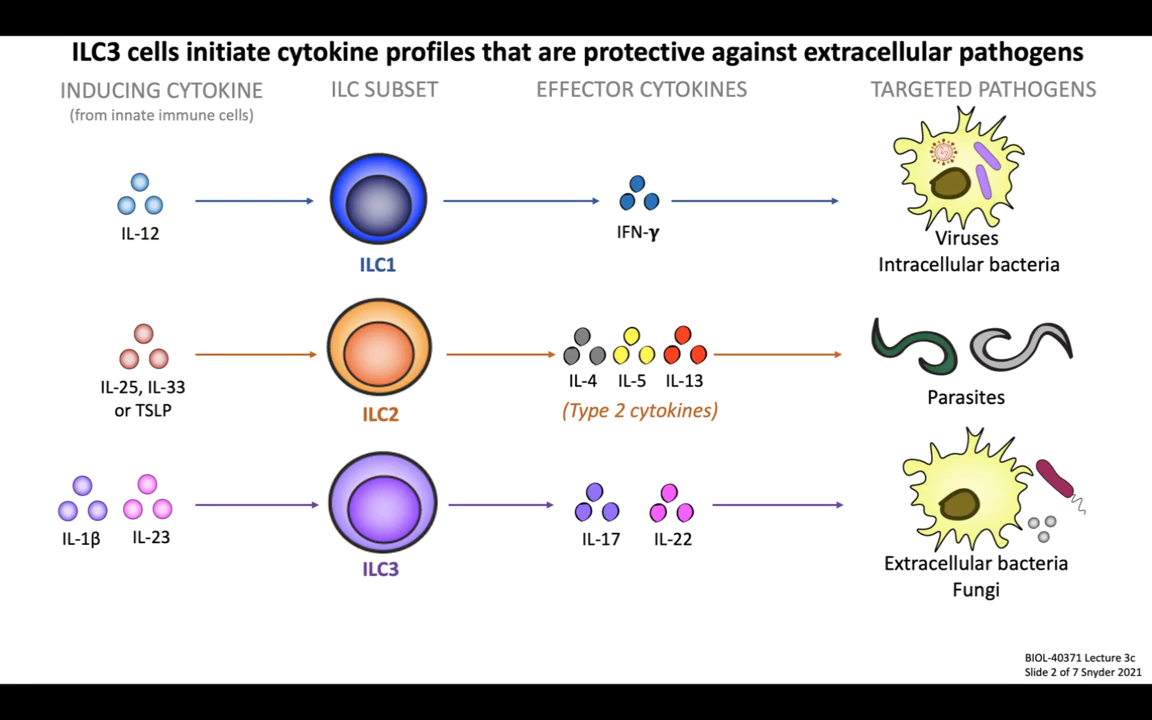 ILC3 cells initiate cytokine profiles that are protective against extracellular pathogens
INDUCING CYTOKINE
(from innate immune cells)
ILC SUBSET
EFFECTOR CYTOKINES
TARGETED PATHOGENS
IL-12
ILC1
IFN-γ
Viruses
Intracellular bacteria
IL-25, IL-33
or TSLP
ILC2
IL-4
IL-5
IL-13
(Type 2 cytokines)
Parasites
IL-1β
IL-23
ILC3
IL-17
IL-22
Extracellular bacteria
Fungi
BIOL-40371 Lecture 3c
Slide 2 of 7 Snyder 2021